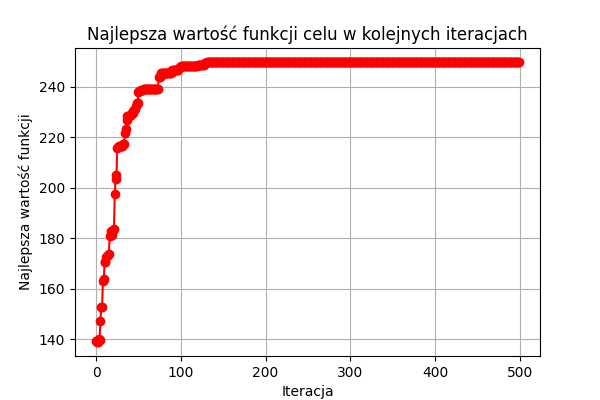 Najlepsza wartość funkcji celu w kolejnych iteracjach
Najlepsza wartość funkcji
240
220
200
180
160
140
0 100 200 300 400 500
Iteracja